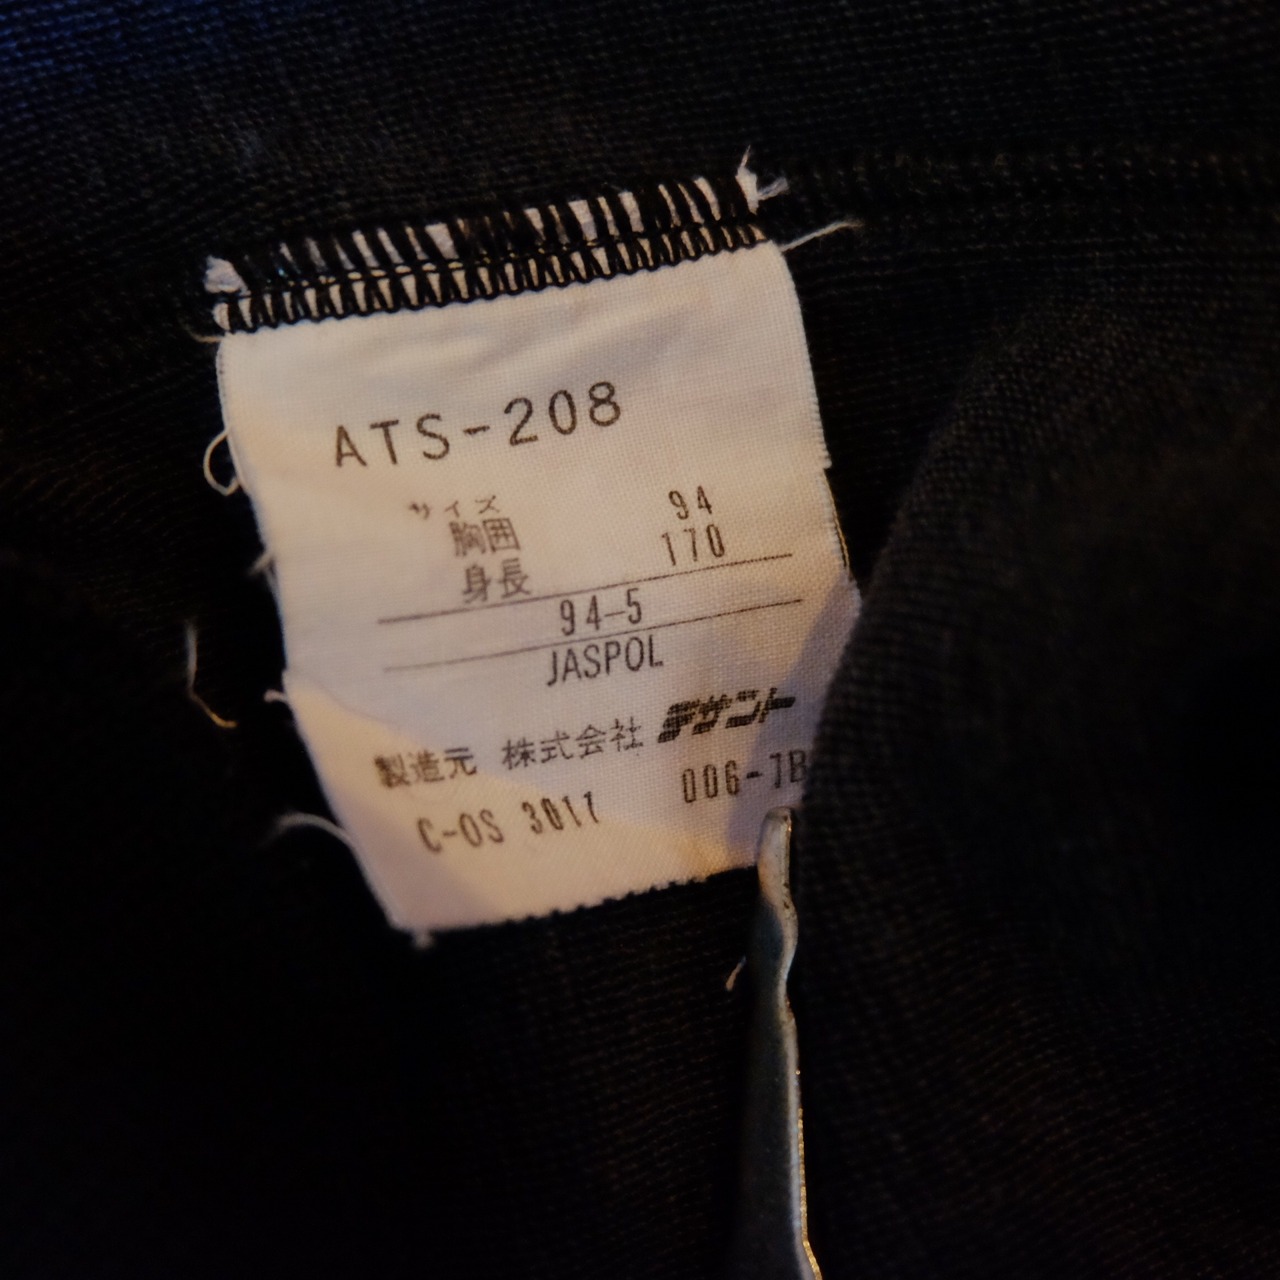 ATS-208
サイズ
胸囲 94
身長 170
94-5
JASPOL
製造元 株式会社 デサント
C-OS 3011 006-1B